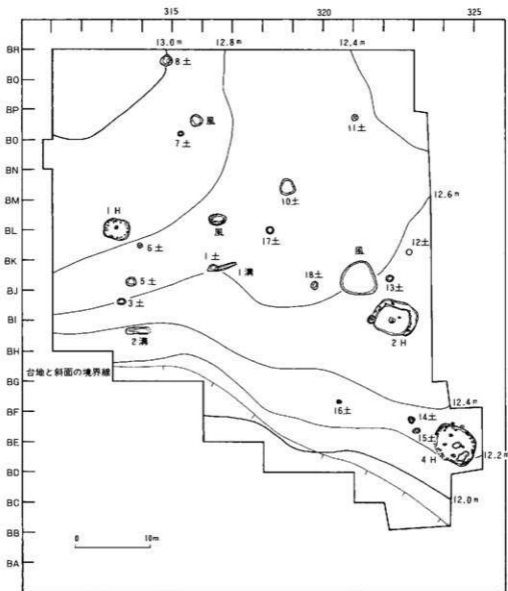 315 320 325
13.0m 12.8m 12.4m
BR
8土
BQ
BP
風
11土
BO
7土
BN
12.6m
BM
10土
1H
BL
風
17土
6土
12土
BK
1土
1溝
風
5土
18土
13土
BJ
3土
BI
2溝
2H
BH
台地と斜面の境界線
BG
12.4m
16土
BF
14土
15土
BE
4H
12.2m
BD
12.0m
BC
BB
0 10m
BA